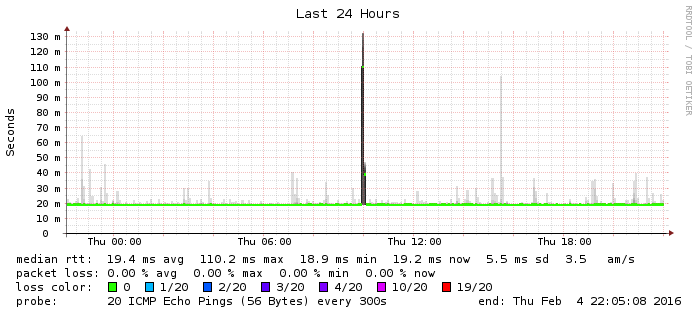 Last 24 Hours
RRDTOOL / TOBI OETIKER
Seconds
130 m
120 m
110 m
100 m
90 m
80 m
70 m
60 m
50 m
40 m
30 m
20 m
10 m
0
Thu 00:00 Thu 06:00 Thu 12:00 Thu 18:00
median rtt: 19.4 ms avg 110.2 ms max 18.9 ms min 19.2 ms now 5.5 ms sd 3.5 am/s
packet loss: 0.00 % avg 0.00 % max 0.00 % min 0.00 % now
loss color: 0 1/20 2/20 3/20 4/20 10/20 19/20
probe: 20 ICMP Echo Pings (56 Bytes) every 300s end: Thu Feb 4 22:05:08 2016